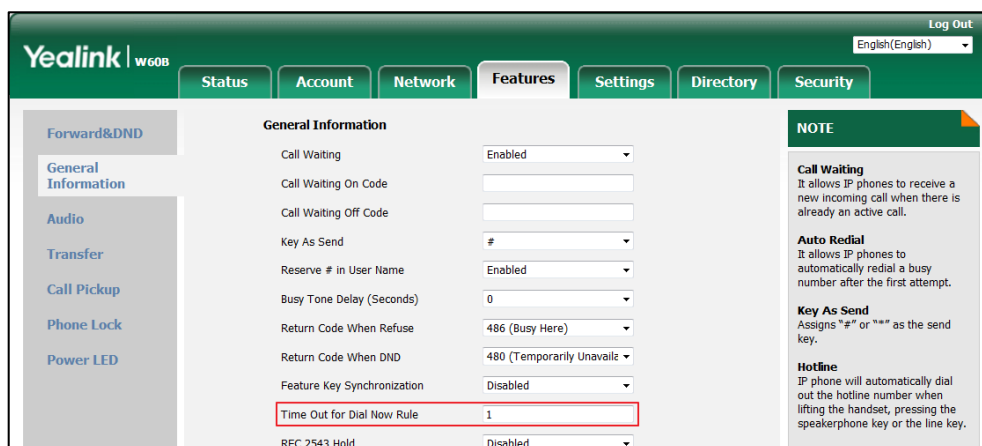 Log Out
Yealink | W60B
English(English)
Status
Account
Network
Features
Settings
Directory
Security
Forward&DND
General
Information
Audio
Transfer
Call Pickup
Phone Lock
Power LED
General Information
Call Waiting Enabled
Call Waiting On Code
Call Waiting Off Code
Key As Send #
Reserve # in User Name Enabled
Busy Tone Delay (Seconds) 0
Return Code When Refuse 486 (Busy Here)
Return Code When DND 480 (Temporarily Unavaila
Feature Key Synchronization Disabled
Time Out for Dial Now Rule 1
RFC 2543 Hold Disabled
NOTE
Call Waiting
It allows IP phones to receive a
new incoming call when there is
already an active call.
Auto Redial
It allows IP phones to
automatically redial a busy
number after the first attempt.
Key As Send
Assigns "#" or "*" as the send
key.
Hotline
IP phone will automatically dial
out the hotline number when
lifting the handset, pressing the
speakerphone key or the line key.